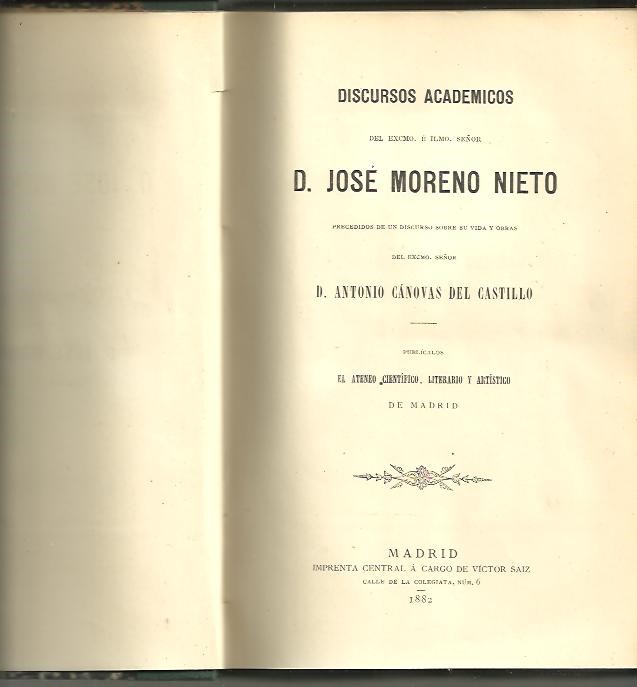 DISCURSOS ACADEMICOS
DEL EXCMO. É ILMO. SEÑOR
D. JOSÉ MORENO NIETO
PRECEDIDOS DE UN DISCURSO SOBRE SU VIDA Y OBRAS
DEL EXCMO. SEÑOR
D. ANTONIO CÁNOVAS DEL CASTILLO
PUBLÍCALOS
EL ATENEO CIENTÍFICO, LITERARIO Y ARTÍSTICO
DE MADRID
MADRID
IMPRENTA CENTRAL Á CARGO DE VÍCTOR SAIZ
CALLE DE LA COLEGIATA, NÚM. 6
1882